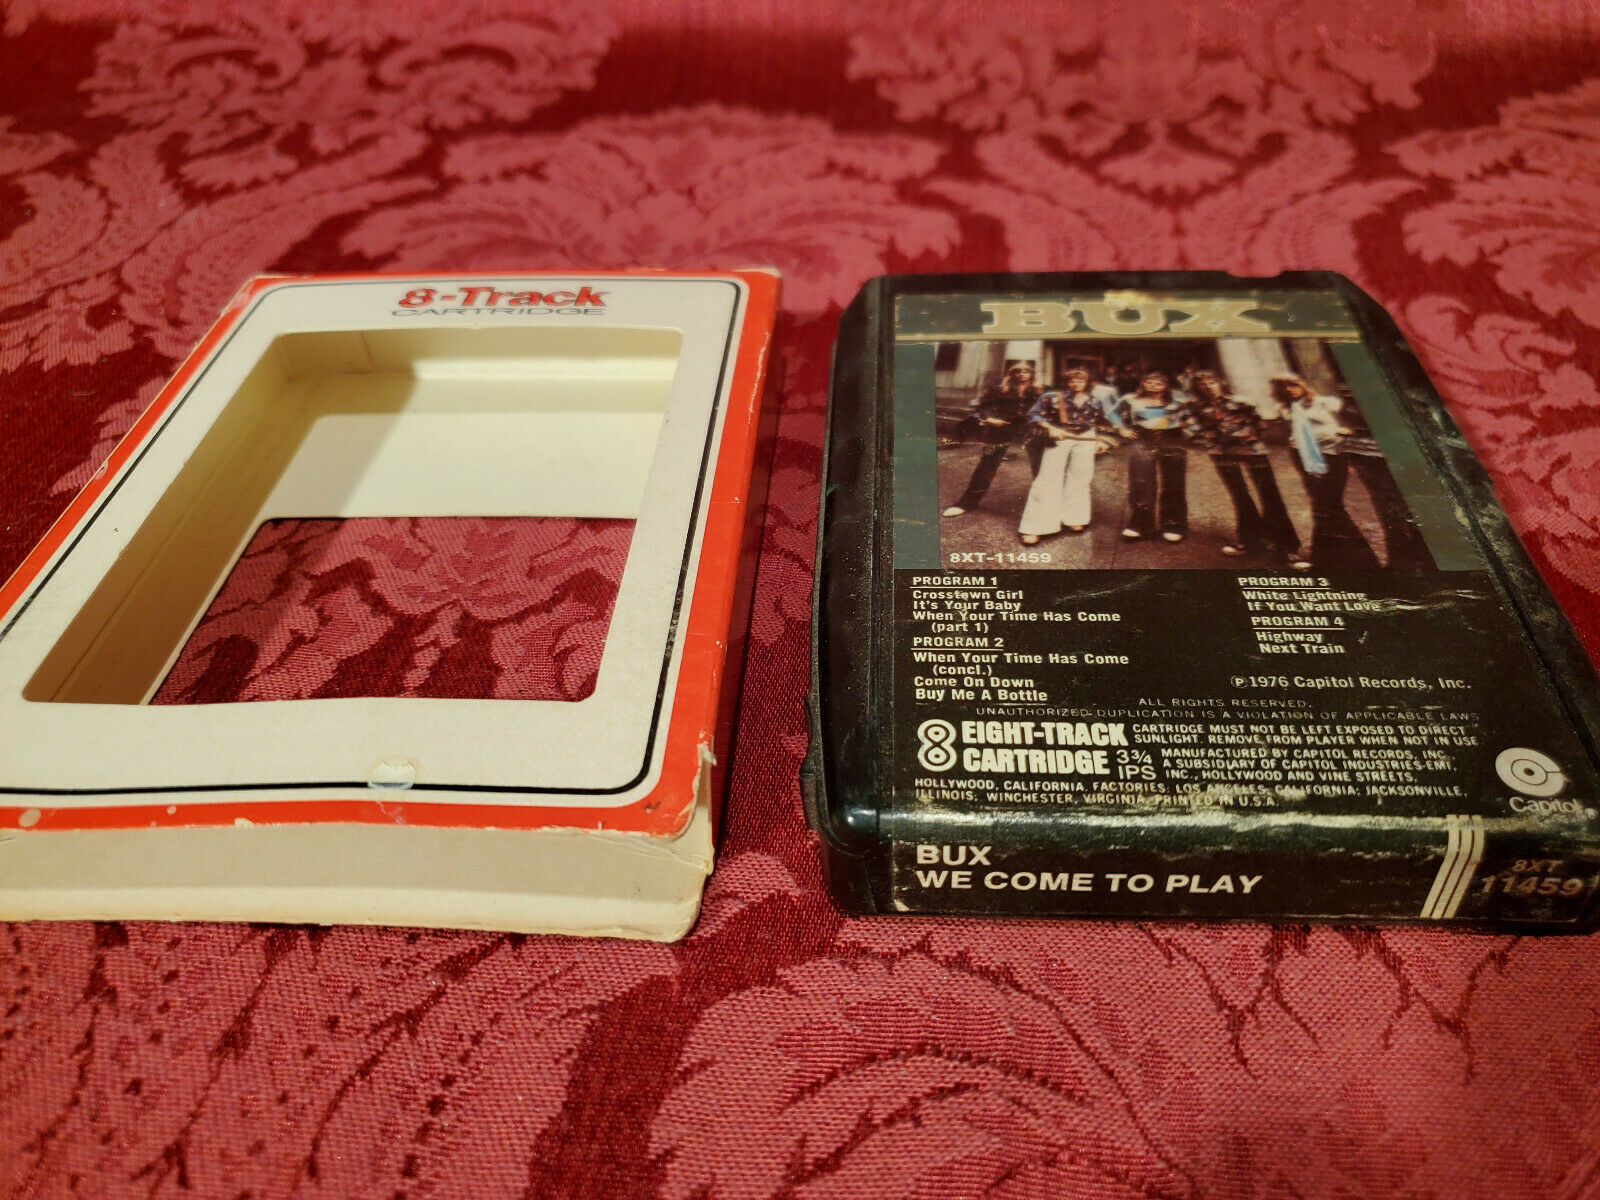 8-Track
CARTRIDGE
BUX
8XT-11459
PROGRAM 1
Crosstown Girl
It's Your Baby
When Your Time Has Come
(part 1)
PROGRAM 2
When Your Time Has Come
(concl.)
Come On Down
Buy Me A Bottle
PROGRAM 3
White Lightning
If You Want Love
PROGRAM 4
Highway
Next Train
℗1976 Capitol Records, Inc.
ALL RIGHTS RESERVED.
UNAUTHORIZED DUPLICATION IS A VIOLATION OF APPLICABLE LAWS
8 EIGHT-TRACK
CARTRIDGE 3¾
IPS
CARTRIDGE MUST NOT BE LEFT EXPOSED TO DIRECT
SUNLIGHT. REMOVE FROM PLAYER WHEN NOT IN USE
MANUFACTURED BY CAPITOL RECORDS, INC.,
A SUBSIDIARY OF CAPITOL INDUSTRIES-EMI,
INC., HOLLYWOOD AND VINE STREETS,
HOLLYWOOD, CALIFORNIA. FACTORIES: LOS ANGELES, CALIFORNIA; JACKSONVILLE,
ILLINOIS; WINCHESTER, VIRGINIA. PRINTED IN U.S.A.
Capitol
BUX
WE COME TO PLAY
8XT
11459